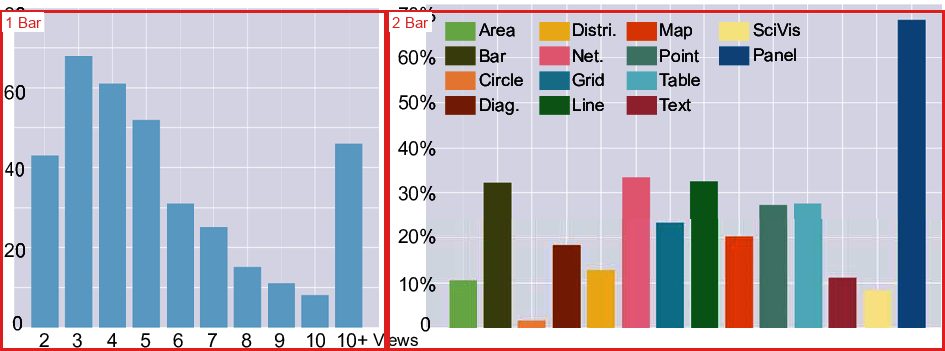 1 Bar
80
60
40
20
0
2 3 4 5 6 7 8 9 10 10+ Views
2 Bar
70%
60%
50%
40%
30%
20%
10%
0
Area Distri. Map SciVis
Bar Net. Point Panel
Circle Grid Table
Diag. Line Text